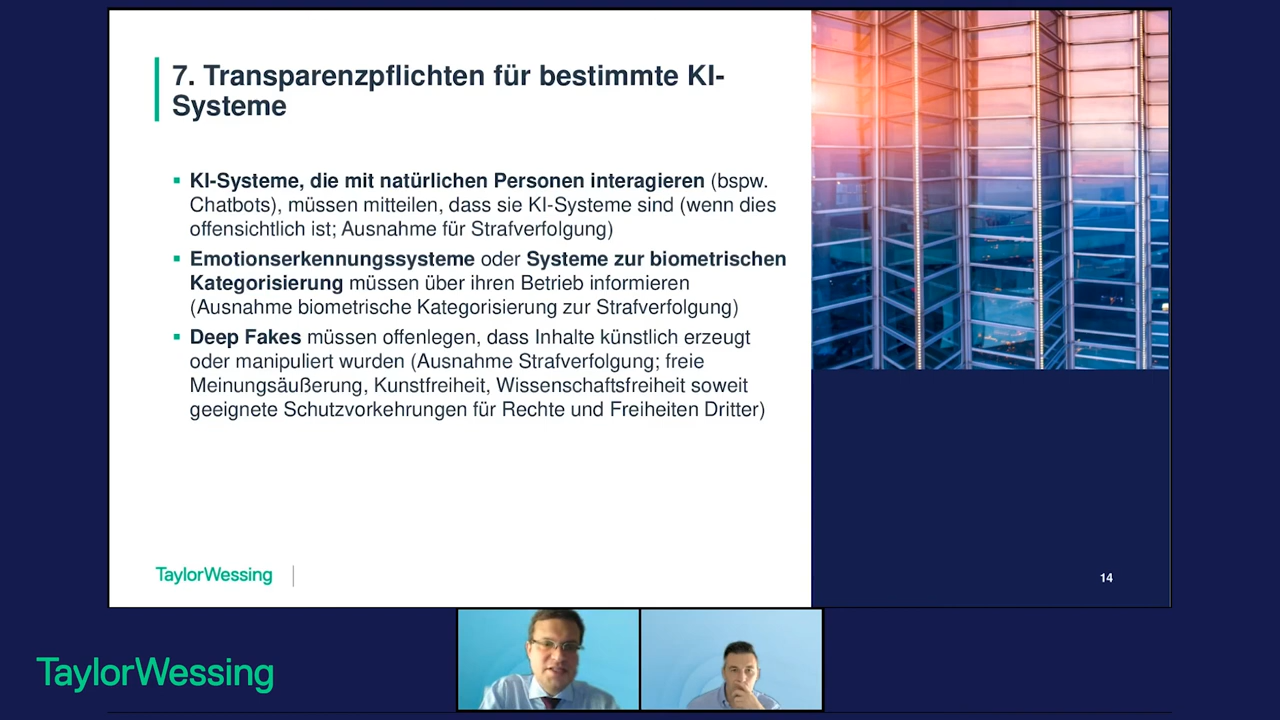 7. Transparenzpflichten für bestimmte KI-
Systeme
▪ KI-Systeme, die mit natürlichen Personen interagieren (bspw.
Chatbots), müssen mitteilen, dass sie KI-Systeme sind (wenn dies
offensichtlich ist; Ausnahme für Strafverfolgung)
▪ Emotionserkennungssysteme oder Systeme zur biometrischen
Kategorisierung müssen über ihren Betrieb informieren
(Ausnahme biometrische Kategorisierung zur Strafverfolgung)
▪ Deep Fakes müssen offenlegen, dass Inhalte künstlich erzeugt
oder manipuliert wurden (Ausnahme Strafverfolgung; freie
Meinungsäußerung, Kunstfreiheit, Wissenschaftsfreiheit soweit
geeignete Schutzvorkehrungen für Rechte und Freiheiten Dritter)
TaylorWessing
14
TaylorWessing